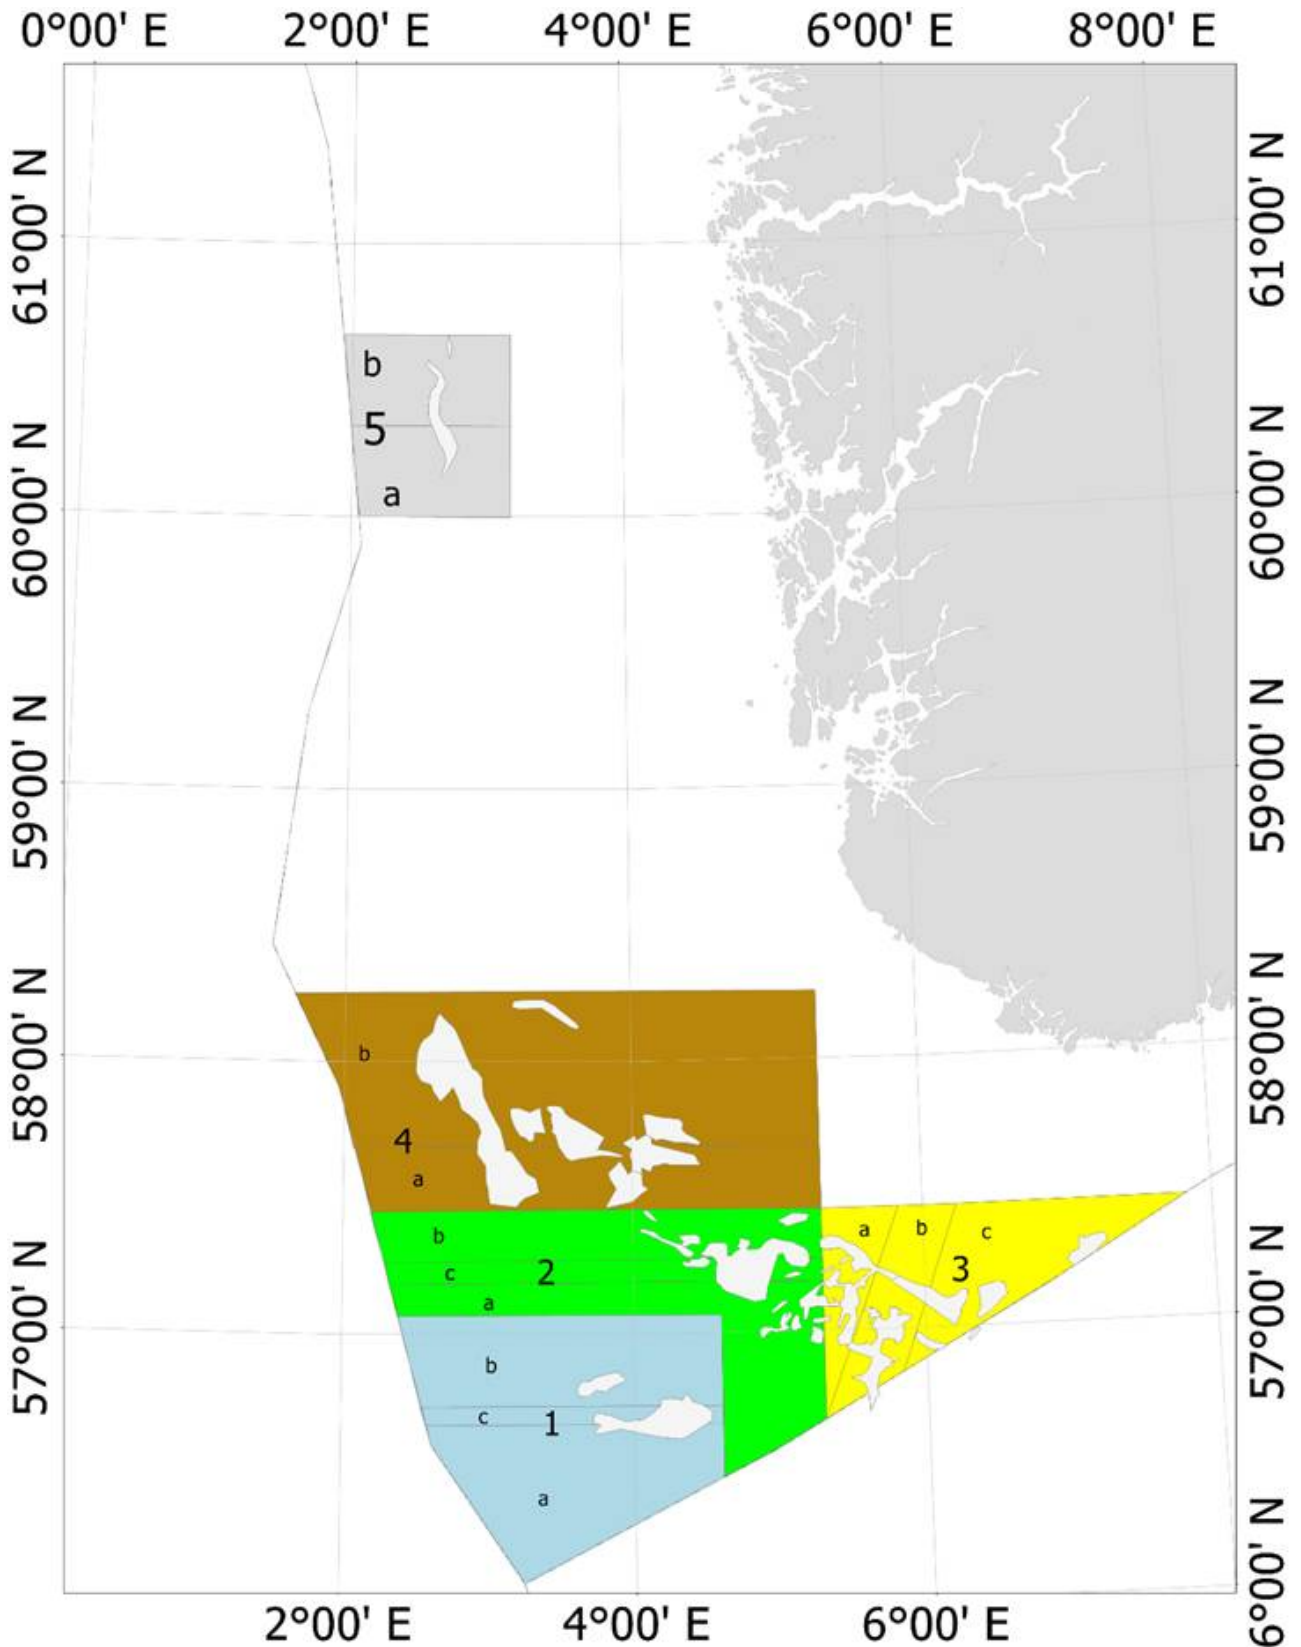 0°00' E 2°00' E 4°00' E 6°00' E 8°00' E
61°00' N 61°00' N
b
5
a
60°00' N 60°00' N
59°00' N 59°00' N
58°00' N 58°00' N
b
4
a
b
c 2
a
a b c
3
57°00' N 57°00' N
b
c 1
a
6°00' N
2°00' E 4°00' E 6°00' E